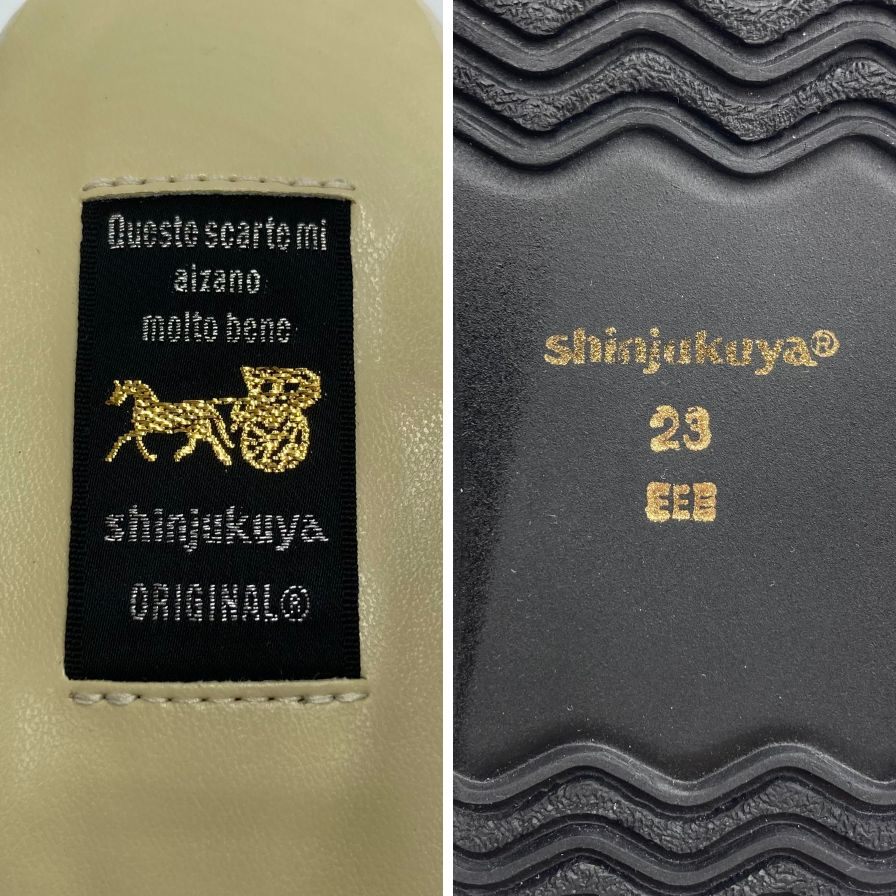 Queste scarte mi
aizano
molto bene
shinjukuya
ORIGINAL®
shinjukuya®
23
EEE